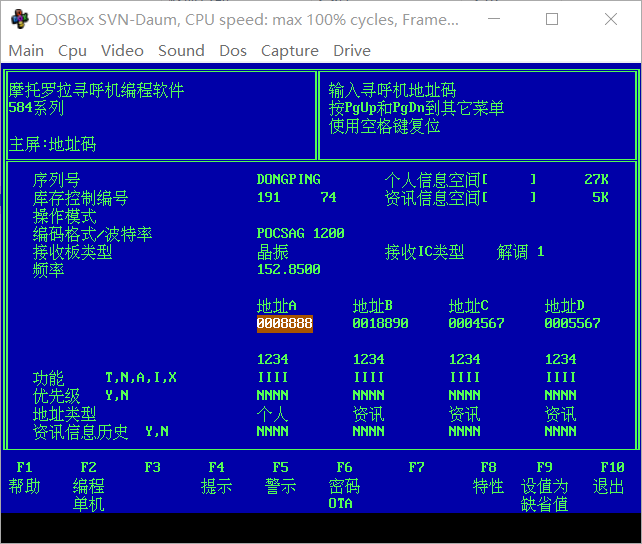 DOSBox SVN-Daum, CPU speed: max 100% cycles, Frame...
Main Cpu Video Sound Dos Capture Drive
摩托罗拉寻呼机编程软件
584系列
主屏:地址码
输入寻呼机地址码
按PgUp和PgDn到其它菜单
使用空格键复位
序列号 DONGPING 个人信息空间[ ] 27K
库存控制编号 191 74 资讯信息空间[ ] 5K
操作模式
编码格式/波特率 POCSAG 1200
接收板类型 晶振 接收IC类型 解调 1
频率 152.8500
地址A 地址B 地址C 地址D
0008888 0018890 0004567 0005567
1234 1234 1234 1234
功能 T,N,A,I,X IIII IIII IIII IIII
优先级 Y,N NNNN NNNN NNNN NNNN
地址类型 个人 资讯 资讯 资讯
资讯信息历史 Y,N NNNN NNNN NNNN NNNN
F1 F2 F3 F4 F5 F6 F7 F8 F9 F10
帮助 编程 提示 警示 密码 特性 设值为 退出
单机 OTA 缺省值